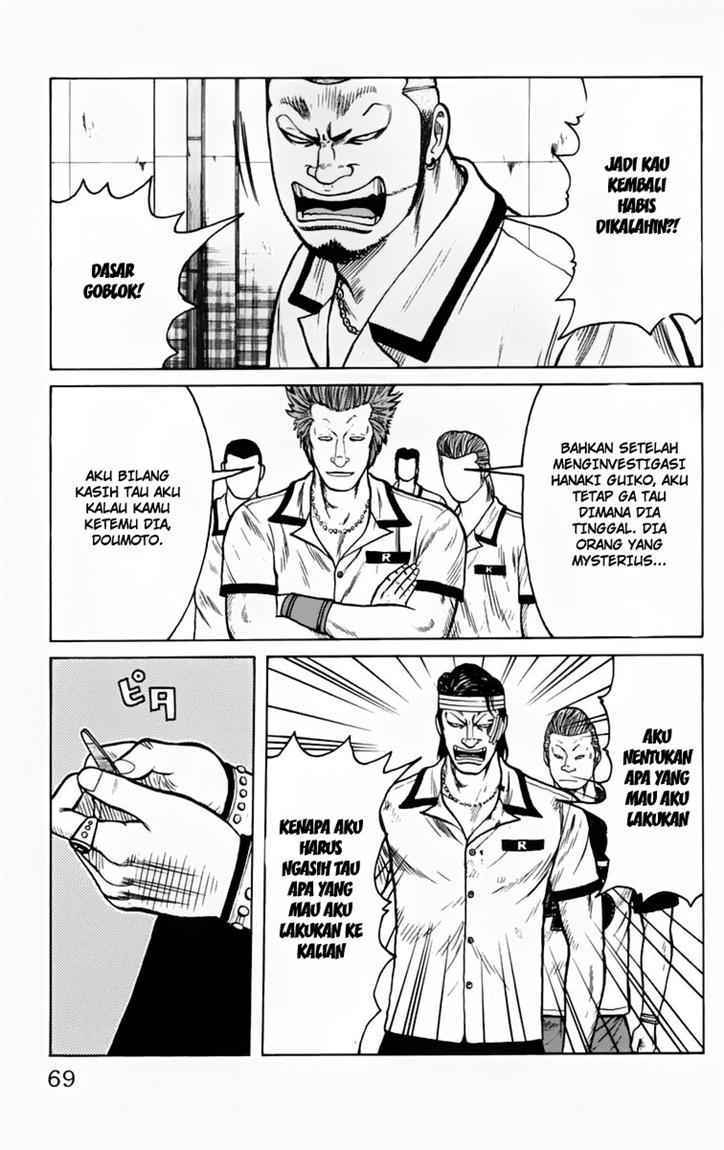 JADI KAU
KEMBALI
HABIS
DIKALAHIN?!
DASAR
GOBLOK!
BAHKAN SETELAH
MENGINVESTIGASI
HANAKI GUIKO, AKU
TETAP GA TAU
DIMANA DIA
TINGGAL. DIA
ORANG YANG
MYSTERIUS...
AKU BILANG
KASIH TAU AKU
KALAU KAMU
KETEMU DIA,
DOUMOTO.
R
K
AKU
NENTUKAN
APA YANG
MAU AKU
LAKUKAN
KENAPA AKU
HARUS
NGASIH TAU
APA YANG
MAU AKU
LAKUKAN KE
KALIAN
R
ピタ
69